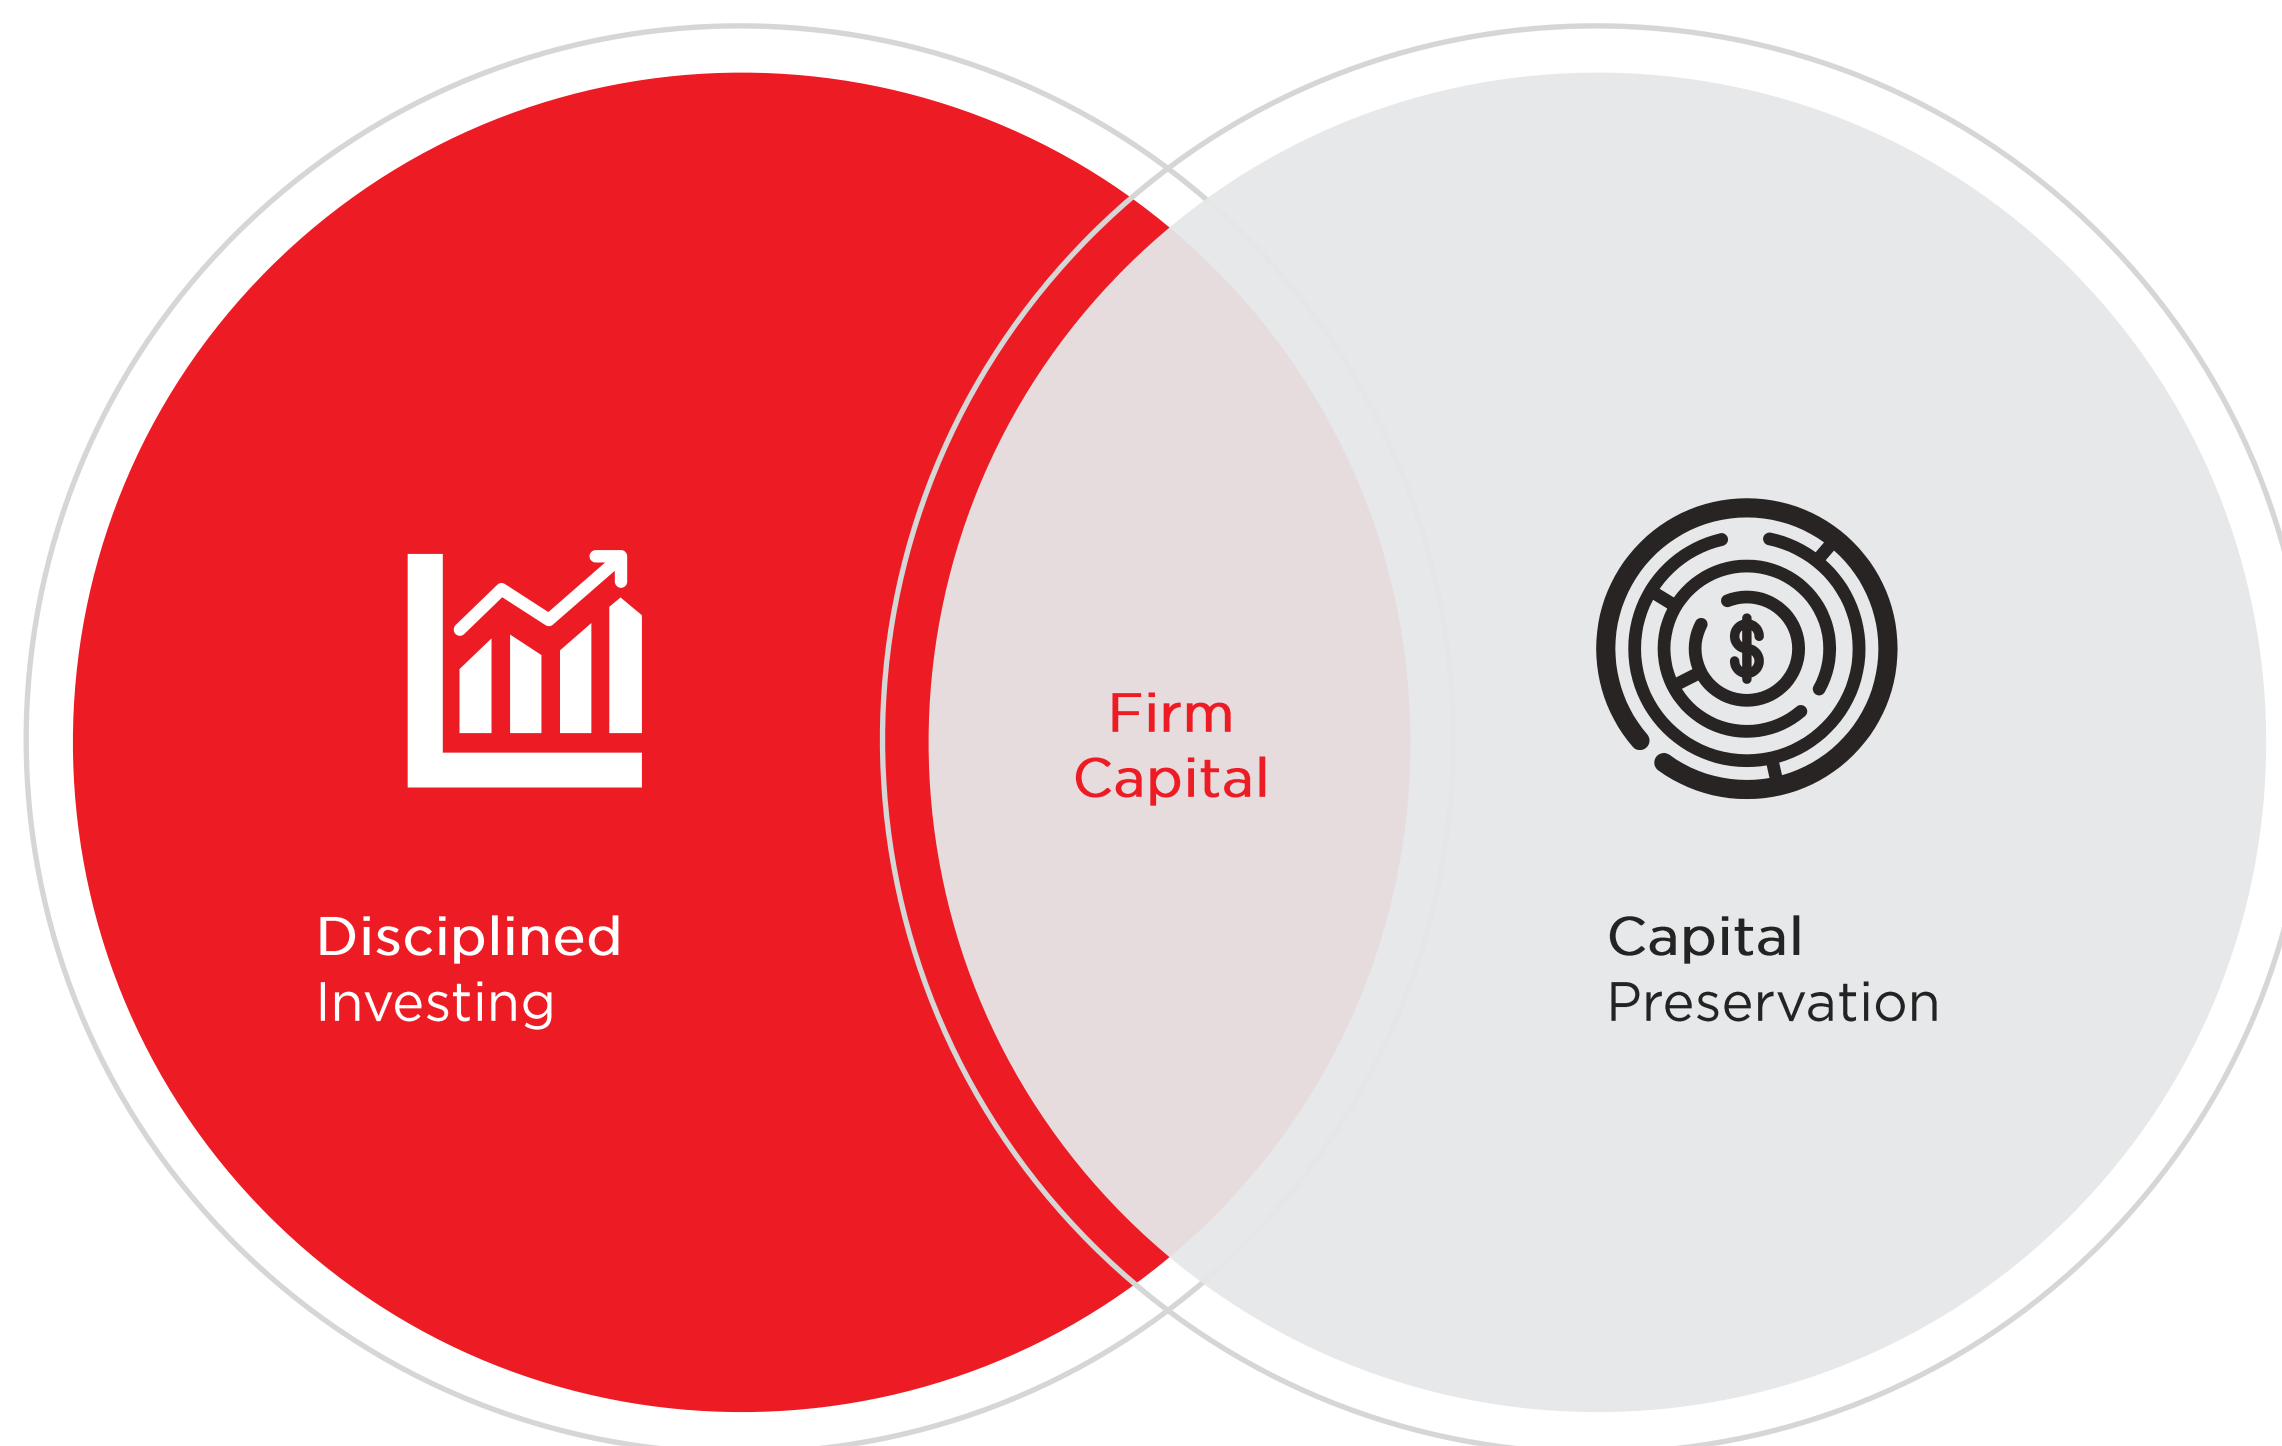 Disciplined
Investing
Firm
Capital
$
Capital
Preservation